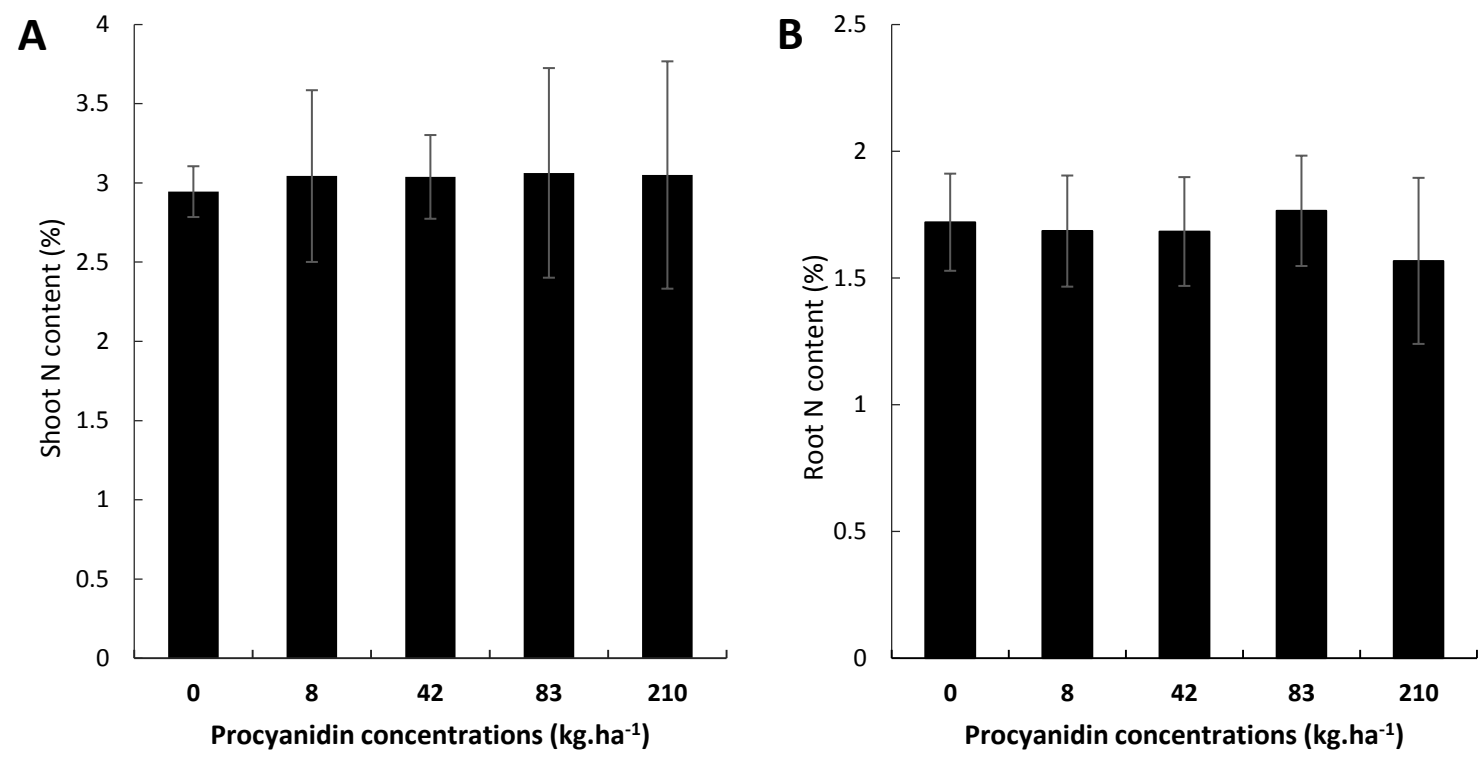 A
Shoot N content (%)
4
3.5
3
2.5
2
1.5
1
0.5
0
0 8 42 83 210
Procyanidin concentrations (kg.ha⁻¹)
B
Root N content (%)
2.5
2
1.5
1
0.5
0
0 8 42 83 210
Procyanidin concentrations (kg.ha⁻¹)